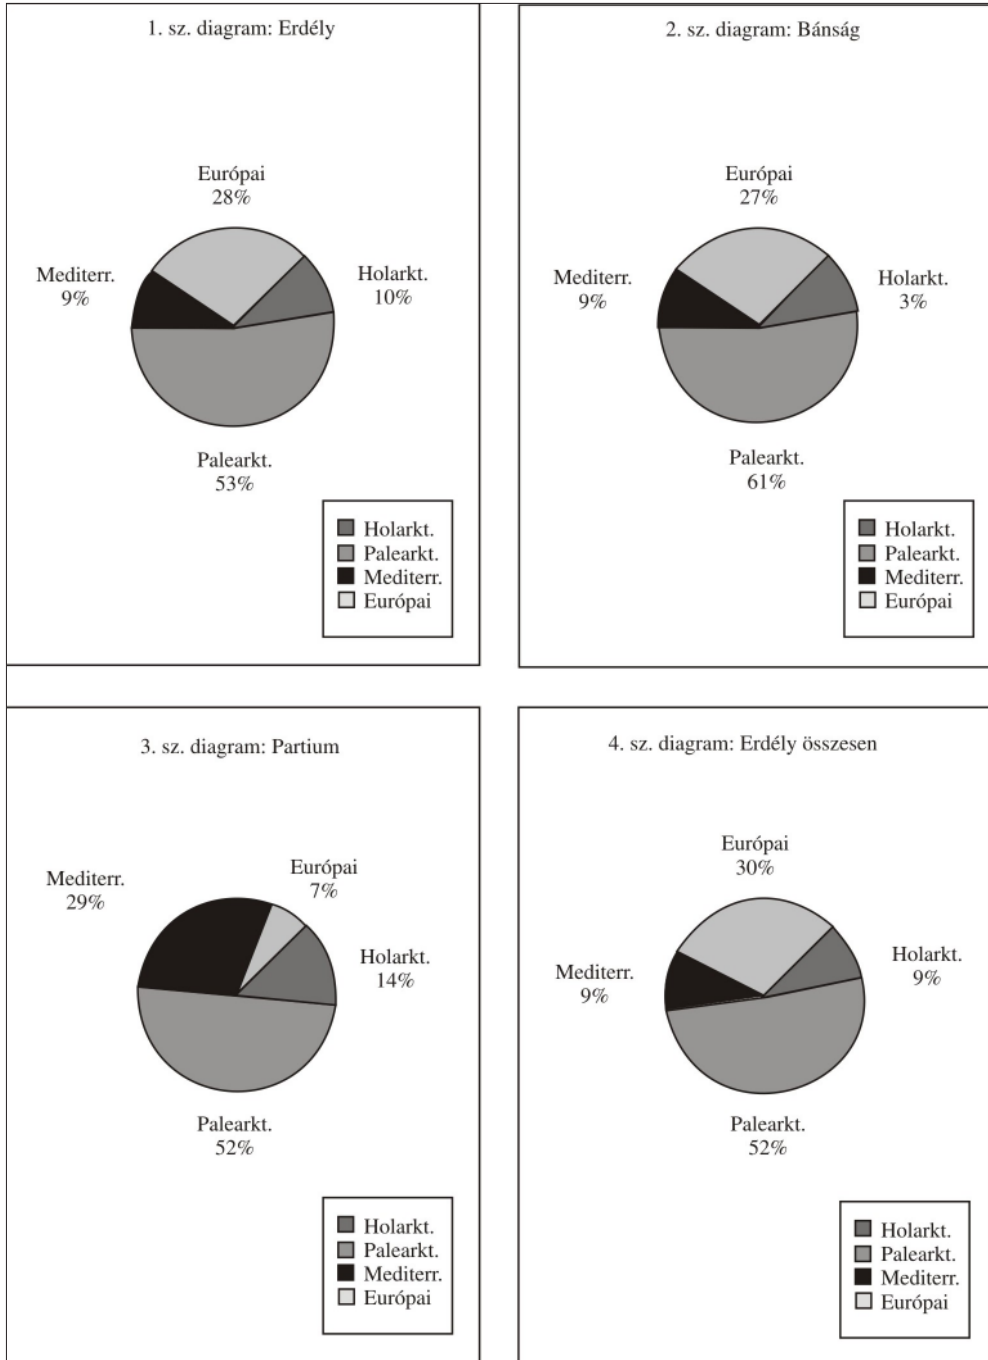 1. sz. diagram: Erdély
Európai
28%
Mediterr.
9%
Holarkt.
10%
Palearkt.
53%
Holarkt.
Palearkt.
Mediterr.
Európai
2. sz. diagram: Bánság
Európai
27%
Mediterr.
9%
Holarkt.
3%
Palearkt.
61%
Holarkt.
Palearkt.
Mediterr.
Európai
3. sz. diagram: Partium
Mediterr.
29%
Európai
7%
Holarkt.
14%
Palearkt.
52%
Holarkt.
Palearkt.
Mediterr.
Európai
4. sz. diagram: Erdély összesen
Európai
30%
Mediterr.
9%
Holarkt.
9%
Palearkt.
52%
Holarkt.
Palearkt.
Mediterr.
Európai